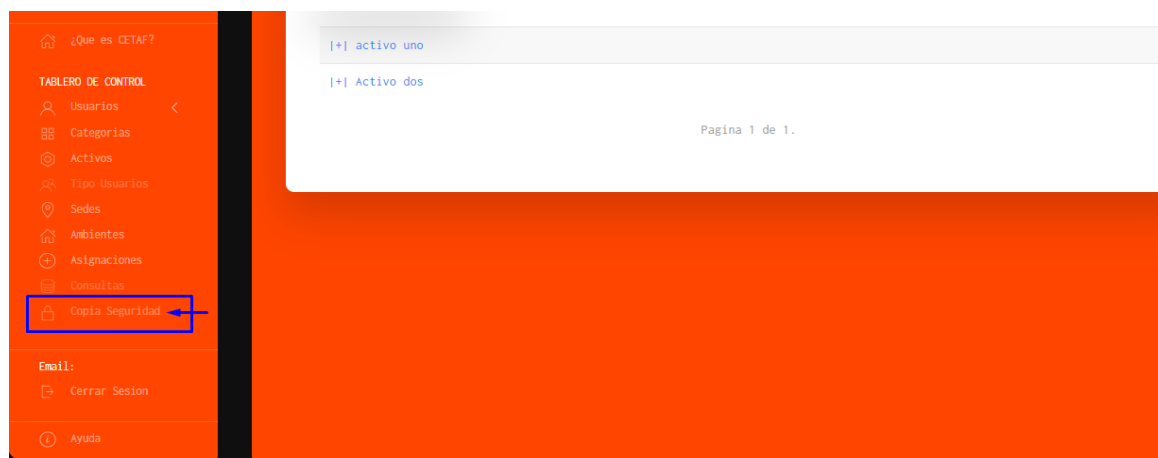 ¿Que es CETAF?
TABLERO DE CONTROL
Usuarios
Categorias
Activos
Tipo Usuarios
Sedes
Ambientes
Asignaciones
Consultas
Copia Seguridad
Email:
Cerrar Sesion
Ayuda
|+| activo uno
|+| Activo dos
Pagina 1 de 1.